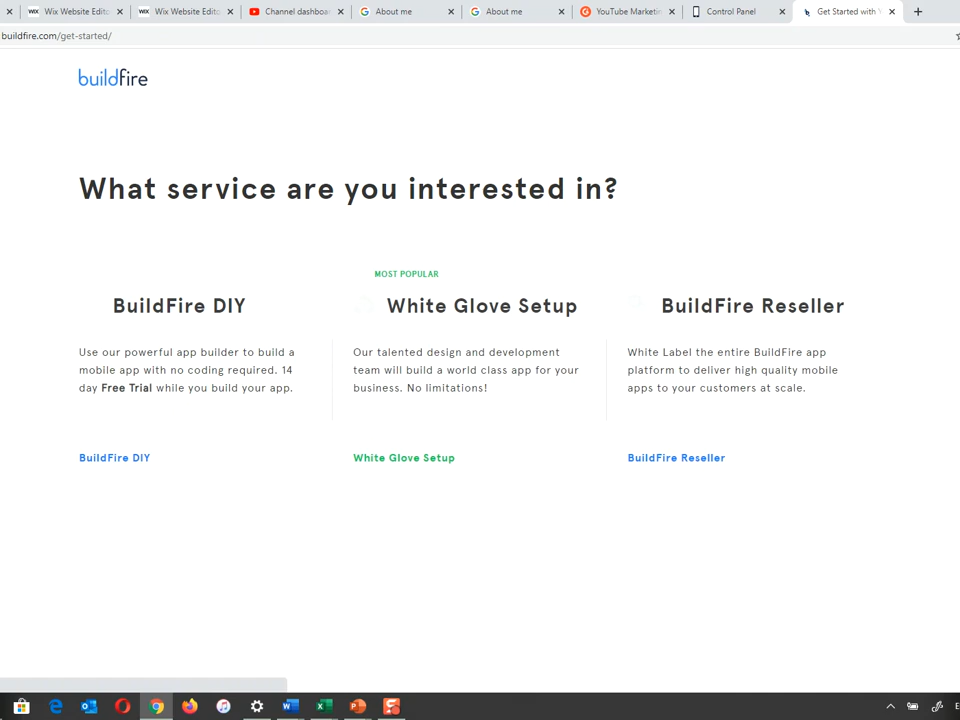 Wix Website Edito
Wix Website Edito
Channel dashboa
About me
About me
YouTube Marketin
Control Panel
Get Started with
buildfire.com/get-started/
buildfire
What service are you interested in?
MOST POPULAR
BuildFire DIY
White Glove Setup
BuildFire Reseller
Use our powerful app builder to build a
mobile app with no coding required. 14
day Free Trial while you build your app.
Our talented design and development
team will build a world class app for your
business. No limitations!
White Label the entire BuildFire app
platform to deliver high quality mobile
apps to your customers at scale.
BuildFire DIY
White Glove Setup
BuildFire Reseller